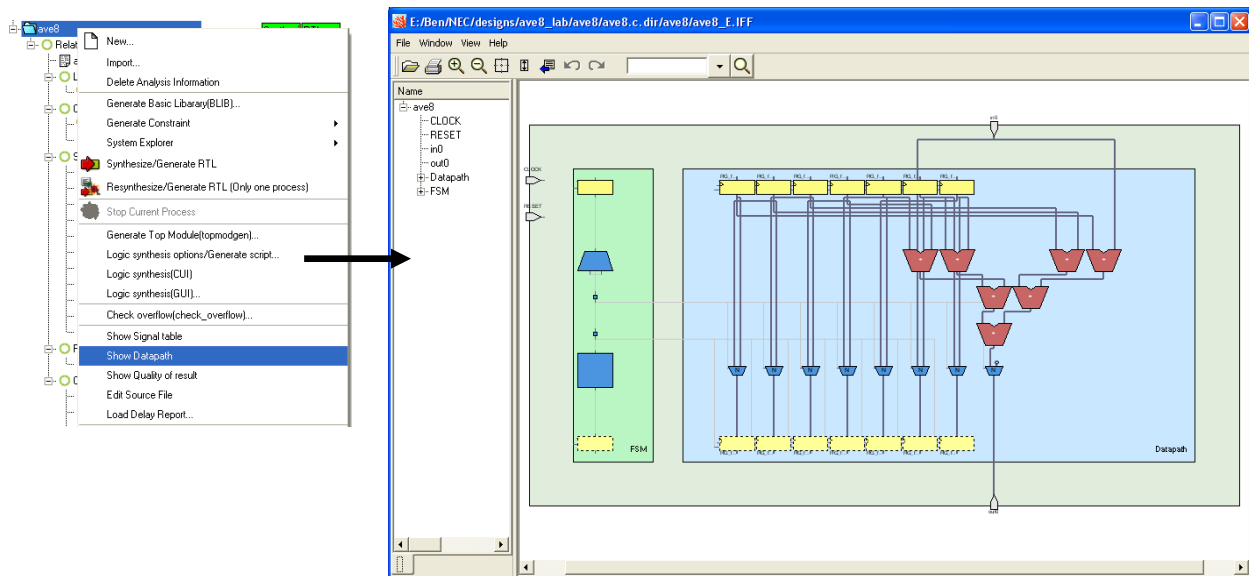 ave8
Relat
New...
Import...
Delete Analysis Information
Generate Basic Libarary(BLIB)...
Generate Constraint
System Explorer
Synthesize/Generate RTL
Resynthesize/Generate RTL (Only one process)
Stop Current Process
Generate Top Module(topmodgen)...
Logic synthesis options/Generate script...
Logic synthesis(CUI)
Logic synthesis(GUI)...
Check overflow(check_overflow)...
Show Signal table
Show Datapath
Show Quality of result
Edit Source File
Load Delay Report...
E:/Ben/NEC/designs/ave8_lab/ave8/ave8.c.dir/ave8/ave8_E.IFF
File Window View Help
Name
ave8
CLOCK
RESET
in0
out0
Datapath
FSM
in0
CLOCK
RESET
N N N N N N N N
FSM
Datapath
out0